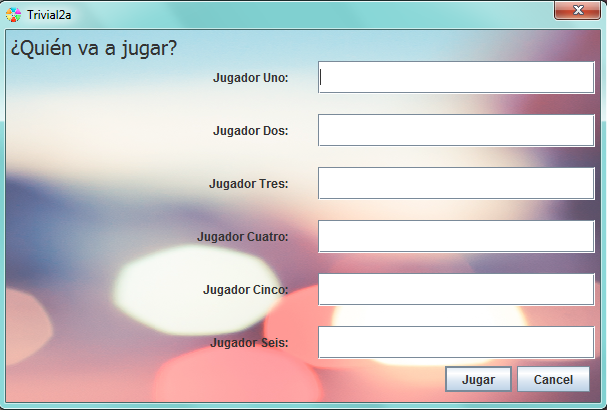 Trivial2a
¿Quién va a jugar?
Jugador Uno:
Jugador Dos:
Jugador Tres:
Jugador Cuatro:
Jugador Cinco:
Jugador Seis:
Jugar Cancel